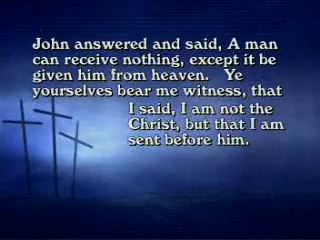 John answered and said, A man
can receive nothing, except it be
given him from heaven. Ye
yourselves bear me witness, that
I said, I am not the
Christ, but that I am
sent before him.